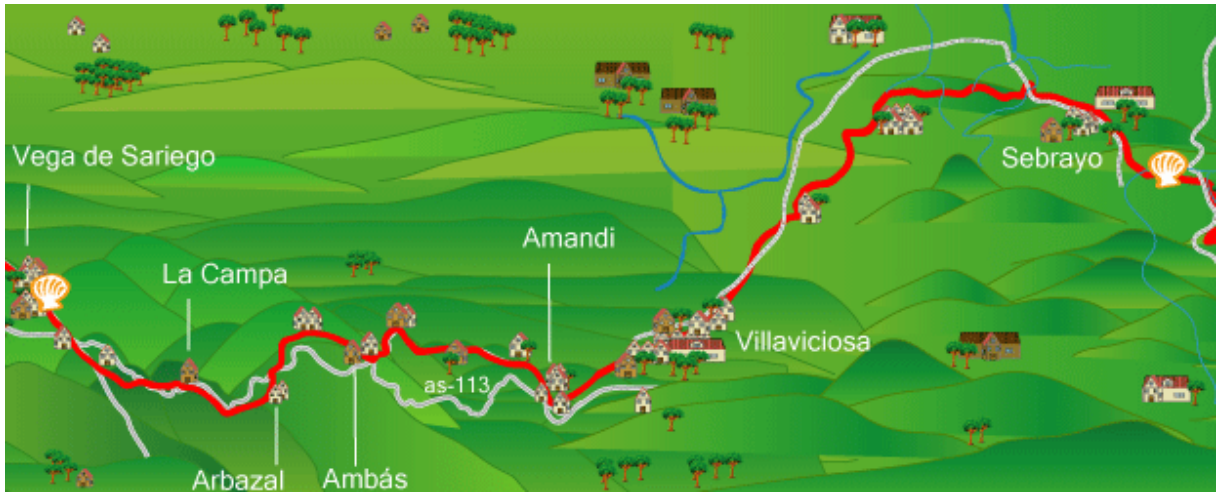 Vega de Sariego
La Campa
Arbazal
Ambás
as-113
Amandi
Villaviciosa
Sebrayo